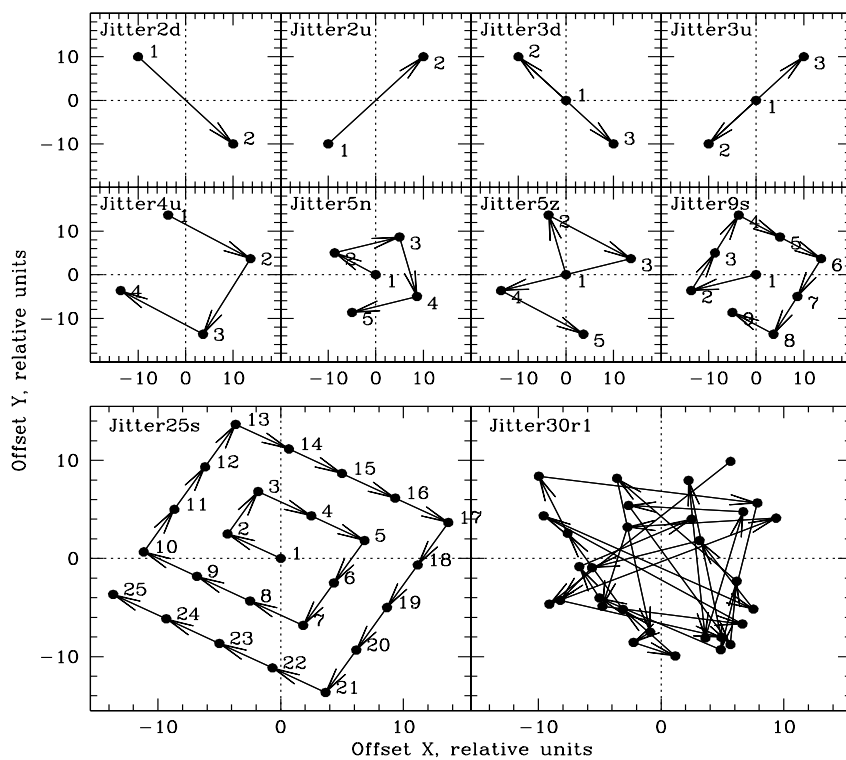 Jitter2d Jitter2u Jitter3d Jitter3u
10 1 2 2 3
0 1 1
−10 2 1 3 2
Jitter4u Jitter5n Jitter5z Jitter9s
1 2 4
10 2 3 3 5
2 3 6
0 1 1 2 1
4 4 4 7
−10 3 5 5 9 8
−10 0 10 −10 0 10 −10 0 10 −10 0 10
Offset Y, relative units
Jitter25s Jitter30r1
13
14
12 15
10 3 16
11 4 17
2 5
0 10 1 18
9 6
25 8 19
24 7
23 20
−10 22
21
−10 0 10 −10 0 10
Offset X, relative units